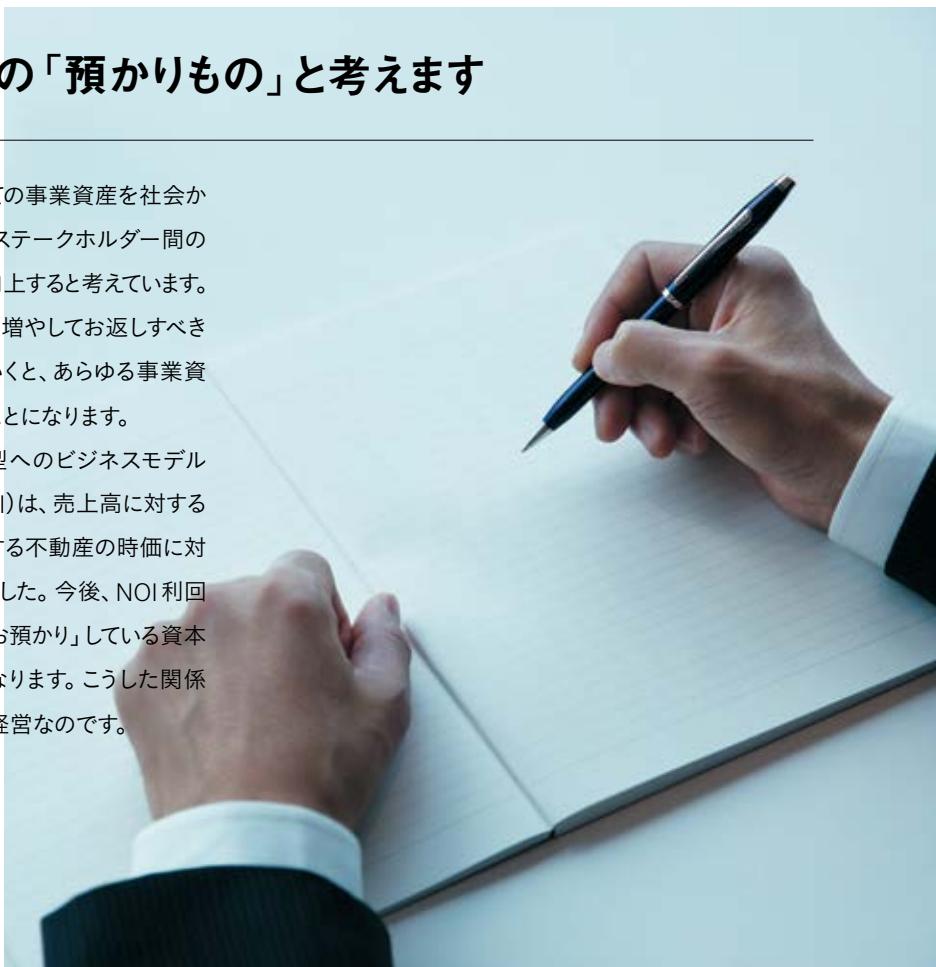 の「預かりもの」と考えます
の事業資産を社会か
ステークホルダー間の
上すると考えています。
増やしてお返しすべき
くと、あらゆる事業資
とになります。
へのビジネスモデル
)は、売上高に対する
る不動産の時価に対
した。今後、NOI利回
預かり」している資本
ります。こうした関係
営なのです。